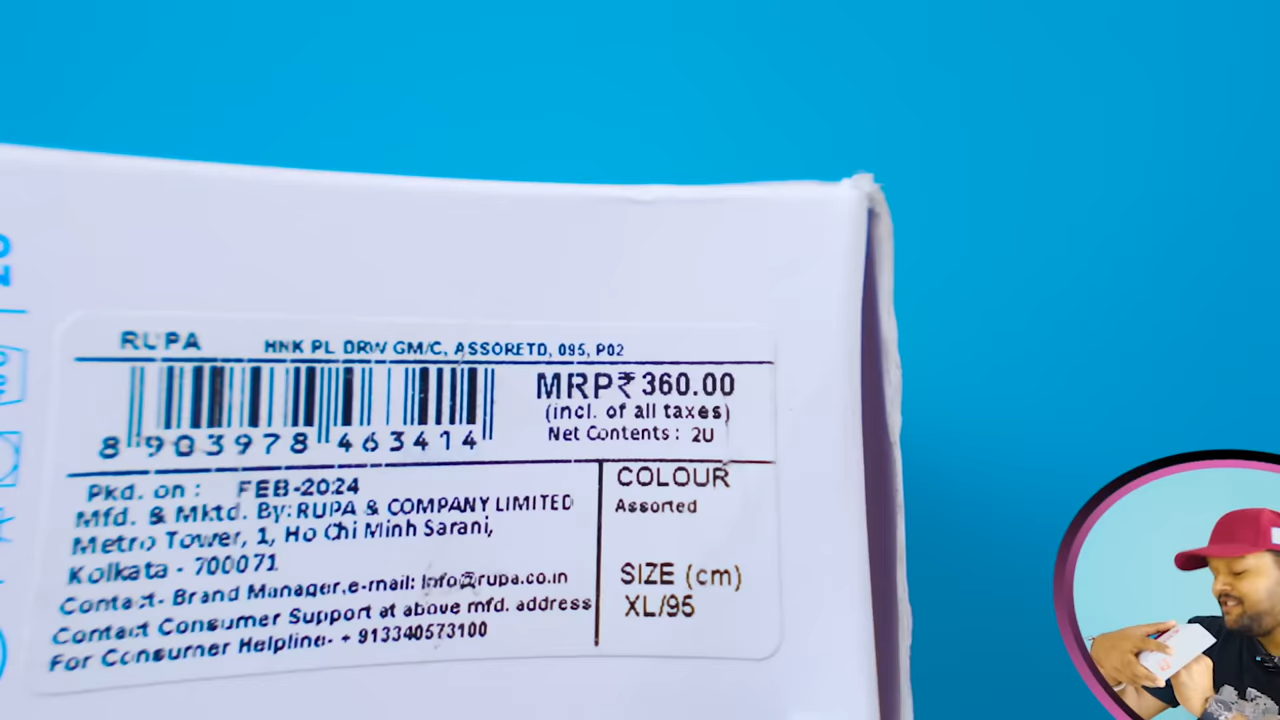 RUPA HNK PL DRW GM/C, ASSORETD, 095, P02
MRP₹ 360.00
(incl. of all taxes)
Net Contents: 2U
8 903978 463414
Pkd. on : FEB-2024
Mfd. & Mktd. By: RUPA & COMPANY LIMITED
Metro Tower, 1, Ho Chi Minh Sarani,
Kolkata - 700071
Contact- Brand Manager,e-mail: Info@rupa.co.in
Contact Consumer Support at above mfd. address
For Consumer Helpline- + 913340573100
COLOUR
Assorted
SIZE (cm)
XL/95